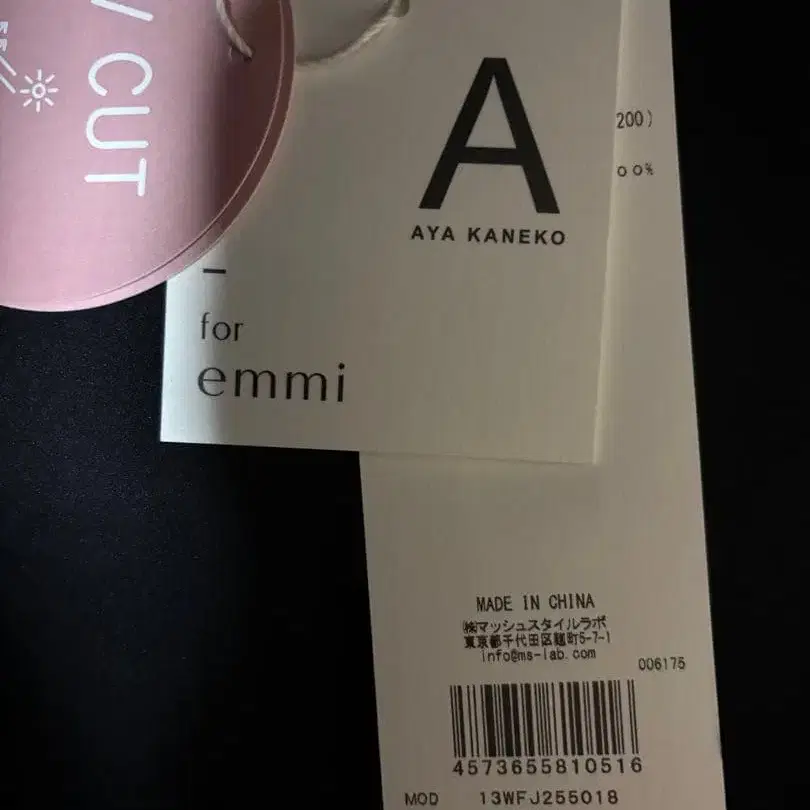 CUT
A
AYA KANEKO
for
emmi
200)
00%
MADE IN CHINA
㈱マッシュスタイルラボ
東京都千代田区麹町5-7-1
info@ms-lab.com
006175
4573655810516
MOD 13WFJ255018